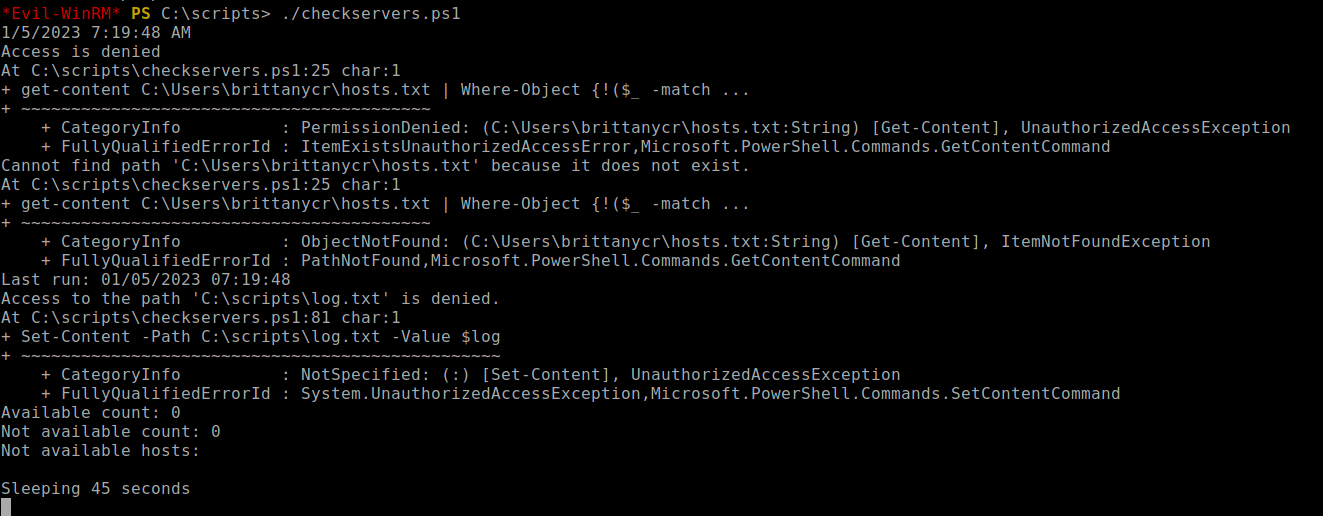 *Evil-WinRM* PS C:\scripts> ./checkservers.ps1
1/5/2023 7:19:48 AM
Access is denied
At C:\scripts\checkservers.ps1:25 char:1
+ get-content C:\Users\brittanycr\hosts.txt | Where-Object {!($_ -match ...
+ ~~~~~~~~~~~~~~~~~~~~~~~~~~~~~~~~~~~~~~~~~
    + CategoryInfo          : PermissionDenied: (C:\Users\brittanycr\hosts.txt:String) [Get-Content], UnauthorizedAccessException
    + FullyQualifiedErrorId : ItemExistsUnauthorizedAccessError,Microsoft.PowerShell.Commands.GetContentCommand
Cannot find path 'C:\Users\brittanycr\hosts.txt' because it does not exist.
At C:\scripts\checkservers.ps1:25 char:1
+ get-content C:\Users\brittanycr\hosts.txt | Where-Object {!($_ -match ...
+ ~~~~~~~~~~~~~~~~~~~~~~~~~~~~~~~~~~~~~~~~~
    + CategoryInfo          : ObjectNotFound: (C:\Users\brittanycr\hosts.txt:String) [Get-Content], ItemNotFoundException
    + FullyQualifiedErrorId : PathNotFound,Microsoft.PowerShell.Commands.GetContentCommand
Last run: 01/05/2023 07:19:48
Access to the path 'C:\scripts\log.txt' is denied.
At C:\scripts\checkservers.ps1:81 char:1
+ Set-Content -Path C:\scripts\log.txt -Value $log
+ ~~~~~~~~~~~~~~~~~~~~~~~~~~~~~~~~~~~~~~~~~~~~~~~~
    + CategoryInfo          : NotSpecified: (:) [Set-Content], UnauthorizedAccessException
    + FullyQualifiedErrorId : System.UnauthorizedAccessException,Microsoft.PowerShell.Commands.SetContentCommand
Available count: 0
Not available count: 0
Not available hosts:
Sleeping 45 seconds